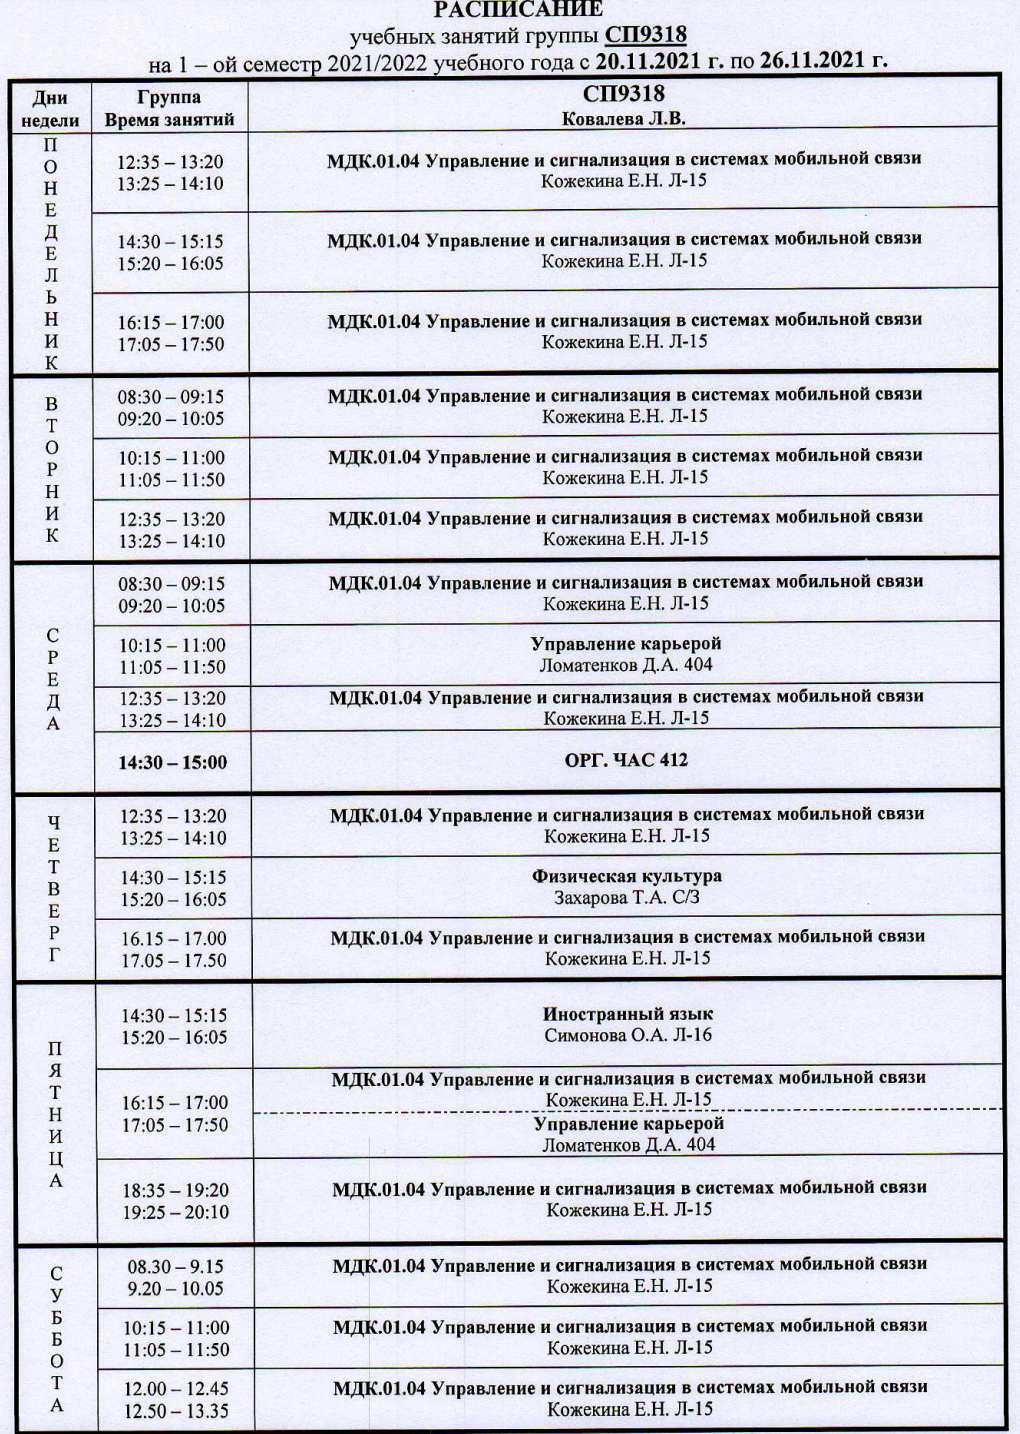 РАСПИСАНИЕ
учебных занятий группы СП9318
на 1 – ой семестр 2021/2022 учебного года с 20.11.2021 г. по 26.11.2021 г.
Дни недели
Группа
Время занятий
СП9318
Ковалева Л.В.
ПОНЕДЕЛЬНИК
12:35 – 13:20
13:25 – 14:10
МДК.01.04 Управление и сигнализация в системах мобильной связи
Кожекина Е.Н. Л-15
14:30 – 15:15
15:20 – 16:05
МДК.01.04 Управление и сигнализация в системах мобильной связи
Кожекина Е.Н. Л-15
16:15 – 17:00
17:05 – 17:50
МДК.01.04 Управление и сигнализация в системах мобильной связи
Кожекина Е.Н. Л-15
ВТОРНИК
08:30 – 09:15
09:20 – 10:05
МДК.01.04 Управление и сигнализация в системах мобильной связи
Кожекина Е.Н. Л-15
10:15 – 11:00
11:05 – 11:50
МДК.01.04 Управление и сигнализация в системах мобильной связи
Кожекина Е.Н. Л-15
12:35 – 13:20
13:25 – 14:10
МДК.01.04 Управление и сигнализация в системах мобильной связи
Кожекина Е.Н. Л-15
СРЕДА
08:30 – 09:15
09:20 – 10:05
МДК.01.04 Управление и сигнализация в системах мобильной связи
Кожекина Е.Н. Л-15
10:15 – 11:00
11:05 – 11:50
Управление карьерой
Ломатенков Д.А. 404
12:35 – 13:20
13:25 – 14:10
МДК.01.04 Управление и сигнализация в системах мобильной связи
Кожекина Е.Н. Л-15
14:30 – 15:00
ОРГ. ЧАС 412
ЧЕТВЕРГ
12:35 – 13:20
13:25 – 14:10
МДК.01.04 Управление и сигнализация в системах мобильной связи
Кожекина Е.Н. Л-15
14:30 – 15:15
15:20 – 16:05
Физическая культура
Захарова Т.А. С/З
16.15 – 17.00
17.05 – 17.50
МДК.01.04 Управление и сигнализация в системах мобильной связи
Кожекина Е.Н. Л-15
ПЯТНИЦА
14:30 – 15:15
15:20 – 16:05
Иностранный язык
Симонова О.А. Л-16
16:15 – 17:00
17:05 – 17:50
МДК.01.04 Управление и сигнализация в системах мобильной связи
Кожекина Е.Н. Л-15
Управление карьерой
Ломатенков Д.А. 404
18:35 – 19:20
19:25 – 20:10
МДК.01.04 Управление и сигнализация в системах мобильной связи
Кожекина Е.Н. Л-15
СУББОТА
08.30 – 9.15
9.20 – 10.05
МДК.01.04 Управление и сигнализация в системах мобильной связи
Кожекина Е.Н. Л-15
10:15 – 11:00
11:05 – 11:50
МДК.01.04 Управление и сигнализация в системах мобильной связи
Кожекина Е.Н. Л-15
12.00 – 12.45
12.50 – 13.35
МДК.01.04 Управление и сигнализация в системах мобильной связи
Кожекина Е.Н. Л-15